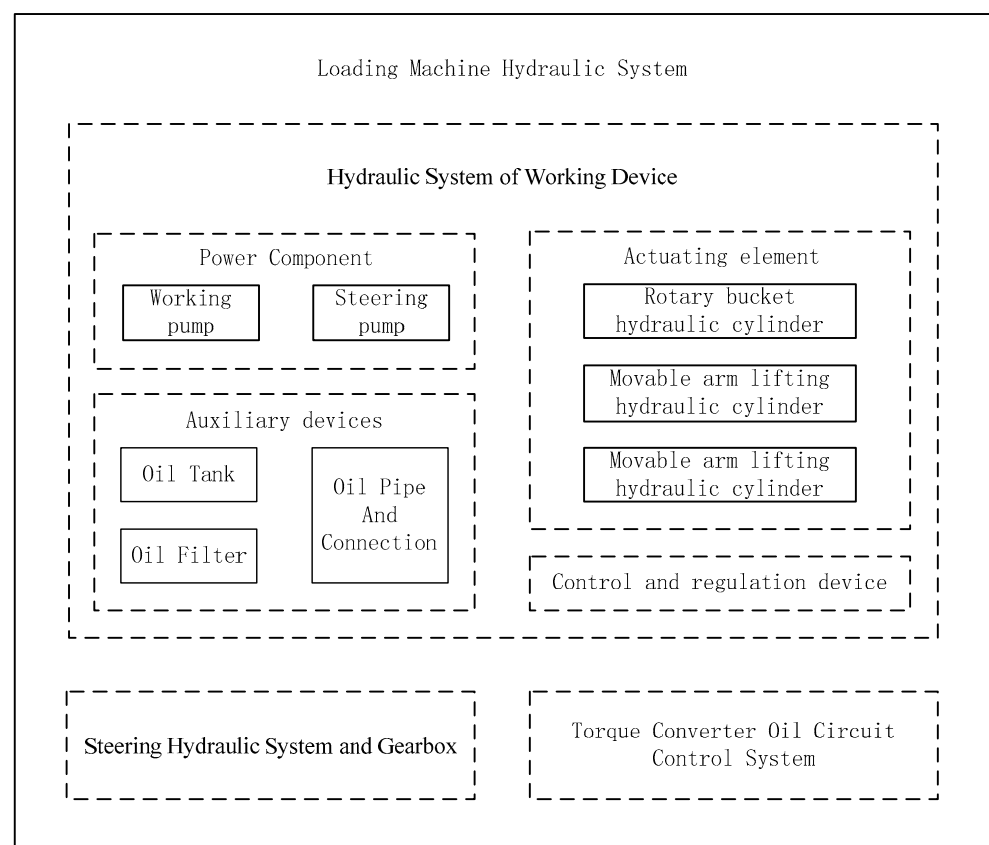 Loading Machine Hydraulic System
Hydraulic System of Working Device
Power Component
Working
pump
Steering
pump
Auxiliary devices
Oil Tank
Oil Filter
Oil Pipe
And
Connection
Actuating element
Rotary bucket
hydraulic cylinder
Movable arm lifting
hydraulic cylinder
Movable arm lifting
hydraulic cylinder
Control and regulation device
Steering Hydraulic System and Gearbox
Torque Converter Oil Circuit
Control System